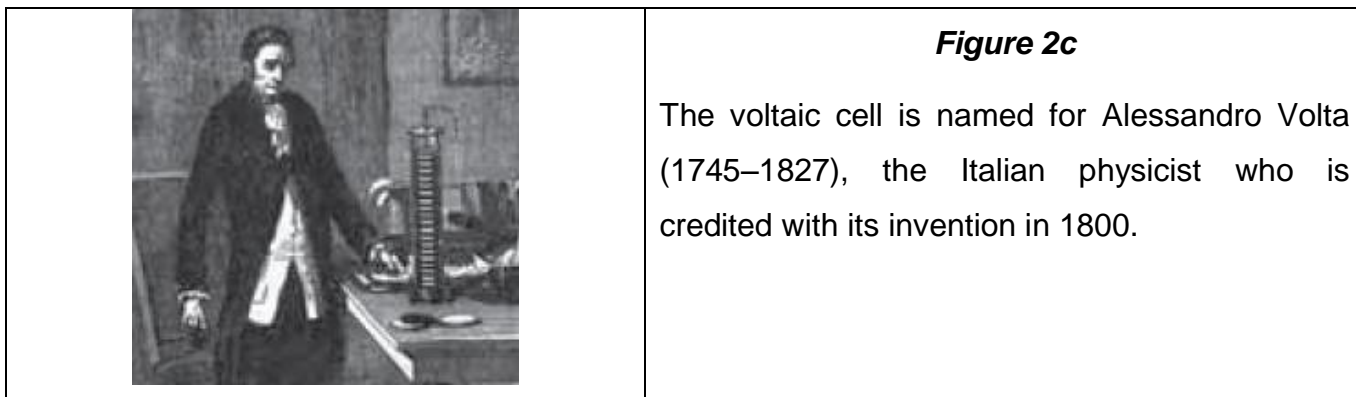 Figure 2c
The voltaic cell is named for Alessandro Volta
(1745–1827), the Italian physicist who is
credited with its invention in 1800.